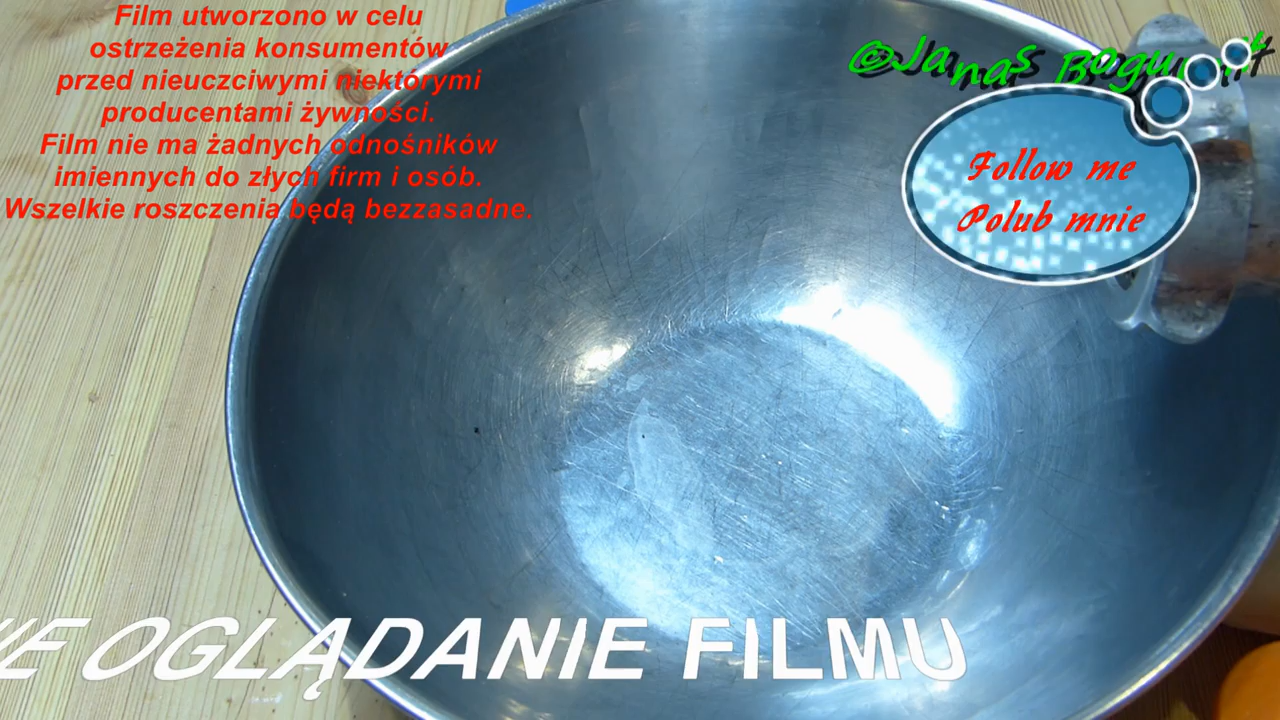 Film utworzono w celu
ostrzeżenia konsumentów
przed nieuczciwymi niektórymi
producentami żywności.
Film nie ma żadnych odnośników
imiennych do złych firm i osób.
Wszelkie roszczenia będą bezzasadne.
©Janas
Follow me
Polub mnie
OGLĄDANIE FILMU